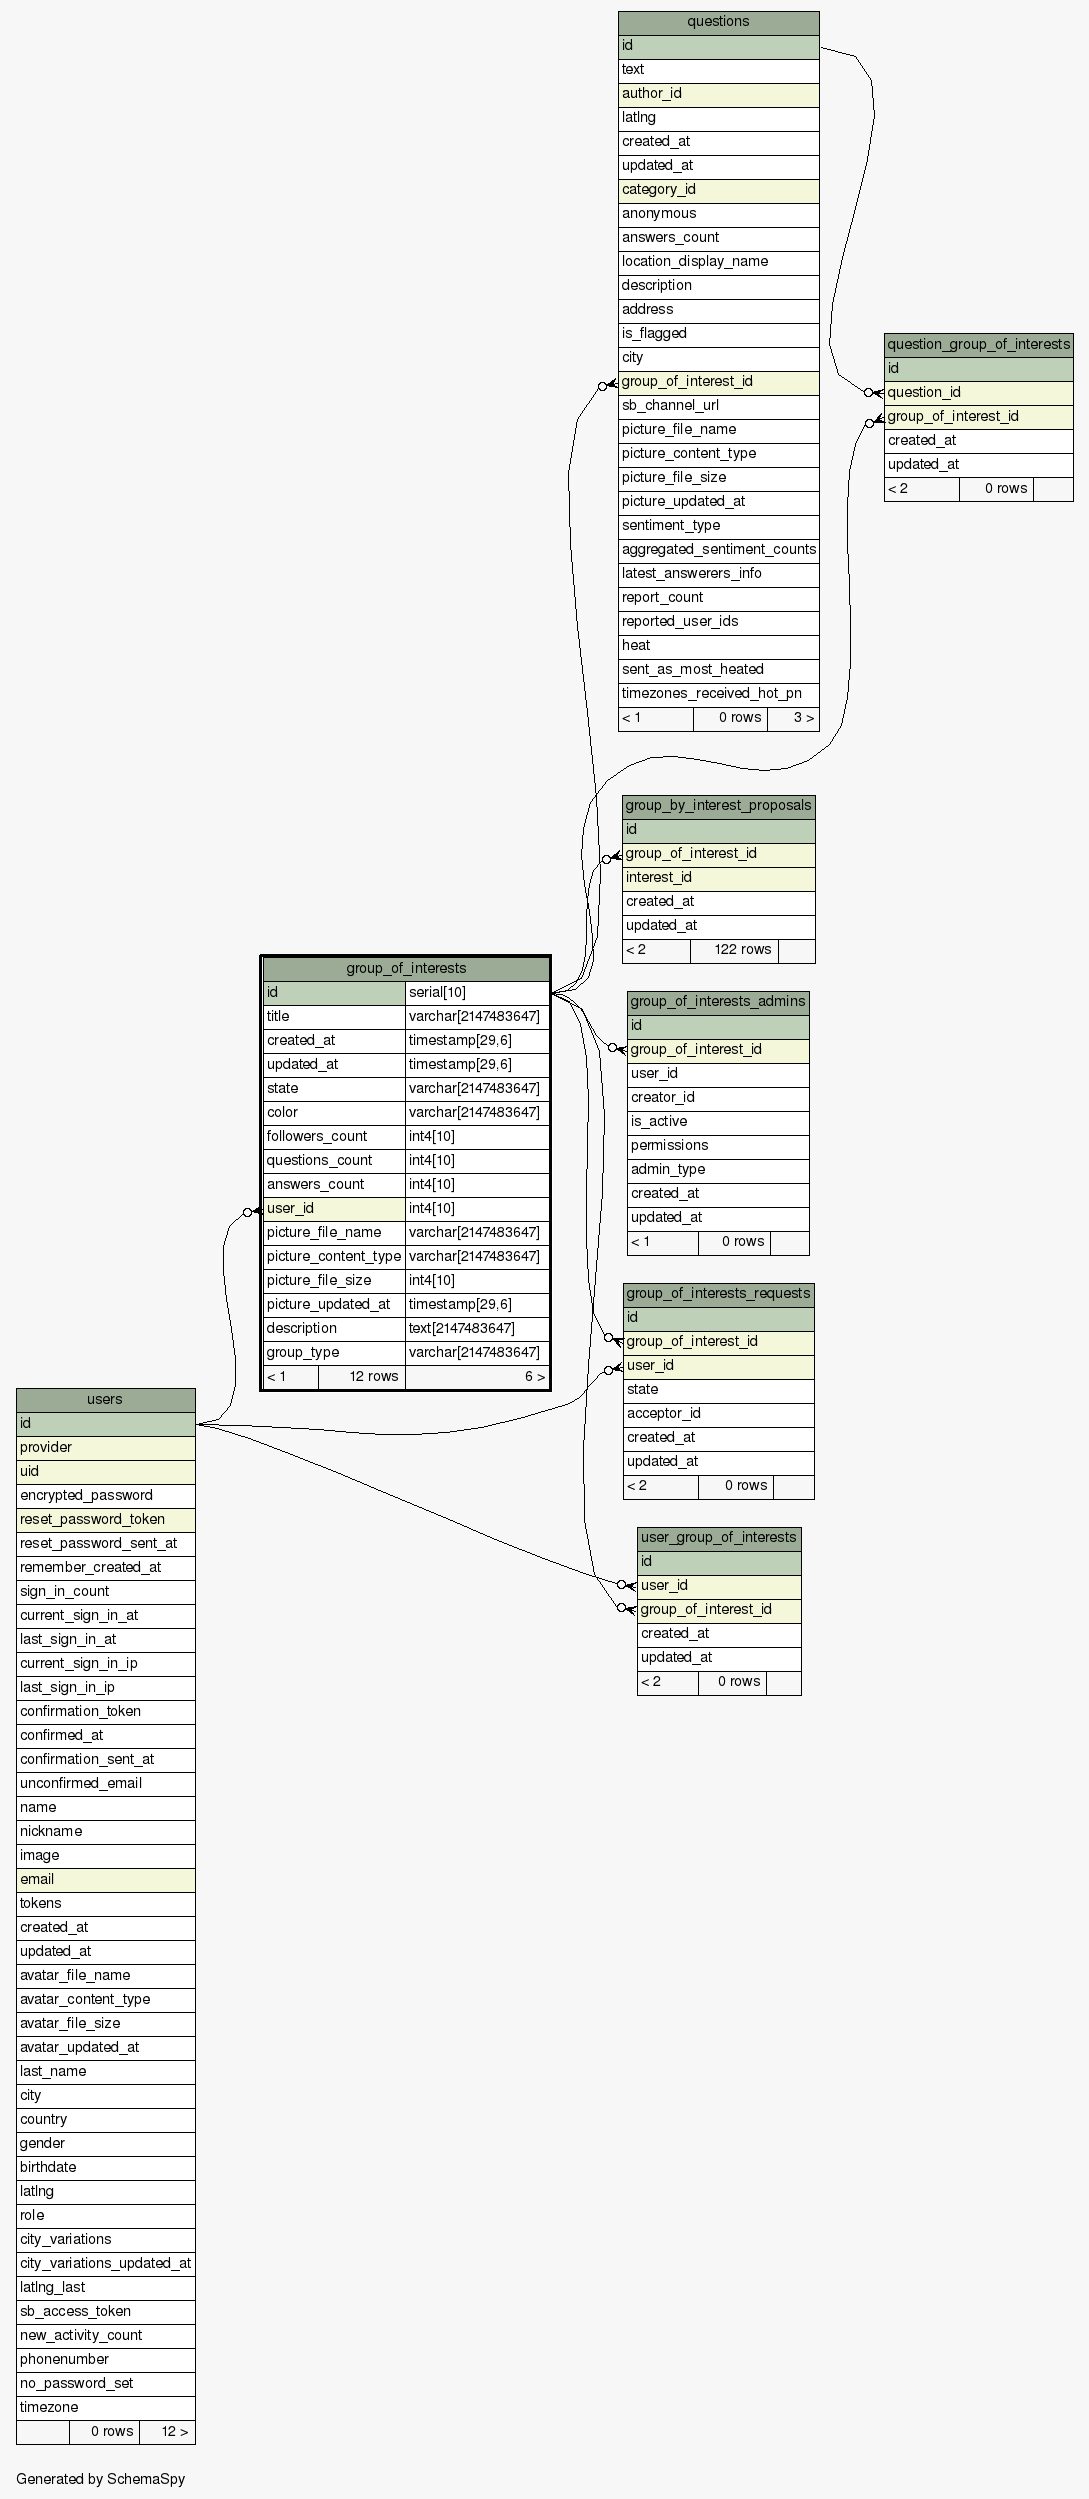 questions
id
text
author_id
latlng
created_at
updated_at
category_id
anonymous
answers_count
location_display_name
description
address
is_flagged
city
group_of_interest_id
sb_channel_url
picture_file_name
picture_content_type
picture_file_size
picture_updated_at
sentiment_type
aggregated_sentiment_counts
latest_answerers_info
report_count
reported_user_ids
heat
sent_as_most_heated
timezones_received_hot_pn
< 1 0 rows 3 >
question_group_of_interests
id
question_id
group_of_interest_id
created_at
updated_at
< 2 0 rows
group_by_interest_proposals
id
group_of_interest_id
interest_id
created_at
updated_at
< 2 122 rows
group_of_interests
id serial[10]
title varchar[2147483647]
created_at timestamp[29,6]
updated_at timestamp[29,6]
state varchar[2147483647]
color varchar[2147483647]
followers_count int4[10]
questions_count int4[10]
answers_count int4[10]
user_id int4[10]
picture_file_name varchar[2147483647]
picture_content_type varchar[2147483647]
picture_file_size int4[10]
picture_updated_at timestamp[29,6]
description text[2147483647]
group_type varchar[2147483647]
< 1 12 rows 6 >
group_of_interests_admins
id
group_of_interest_id
user_id
creator_id
is_active
permissions
admin_type
created_at
updated_at
< 1 0 rows
group_of_interests_requests
id
group_of_interest_id
user_id
state
acceptor_id
created_at
updated_at
< 2 0 rows
user_group_of_interests
id
user_id
group_of_interest_id
created_at
updated_at
< 2 0 rows
users
id
provider
uid
encrypted_password
reset_password_token
reset_password_sent_at
remember_created_at
sign_in_count
current_sign_in_at
last_sign_in_at
current_sign_in_ip
last_sign_in_ip
confirmation_token
confirmed_at
confirmation_sent_at
unconfirmed_email
name
nickname
image
email
tokens
created_at
updated_at
avatar_file_name
avatar_content_type
avatar_file_size
avatar_updated_at
last_name
city
country
gender
birthdate
latlng
role
city_variations
city_variations_updated_at
latlng_last
sb_access_token
new_activity_count
phonenumber
no_password_set
timezone
0 rows 12 >
Generated by SchemaSpy